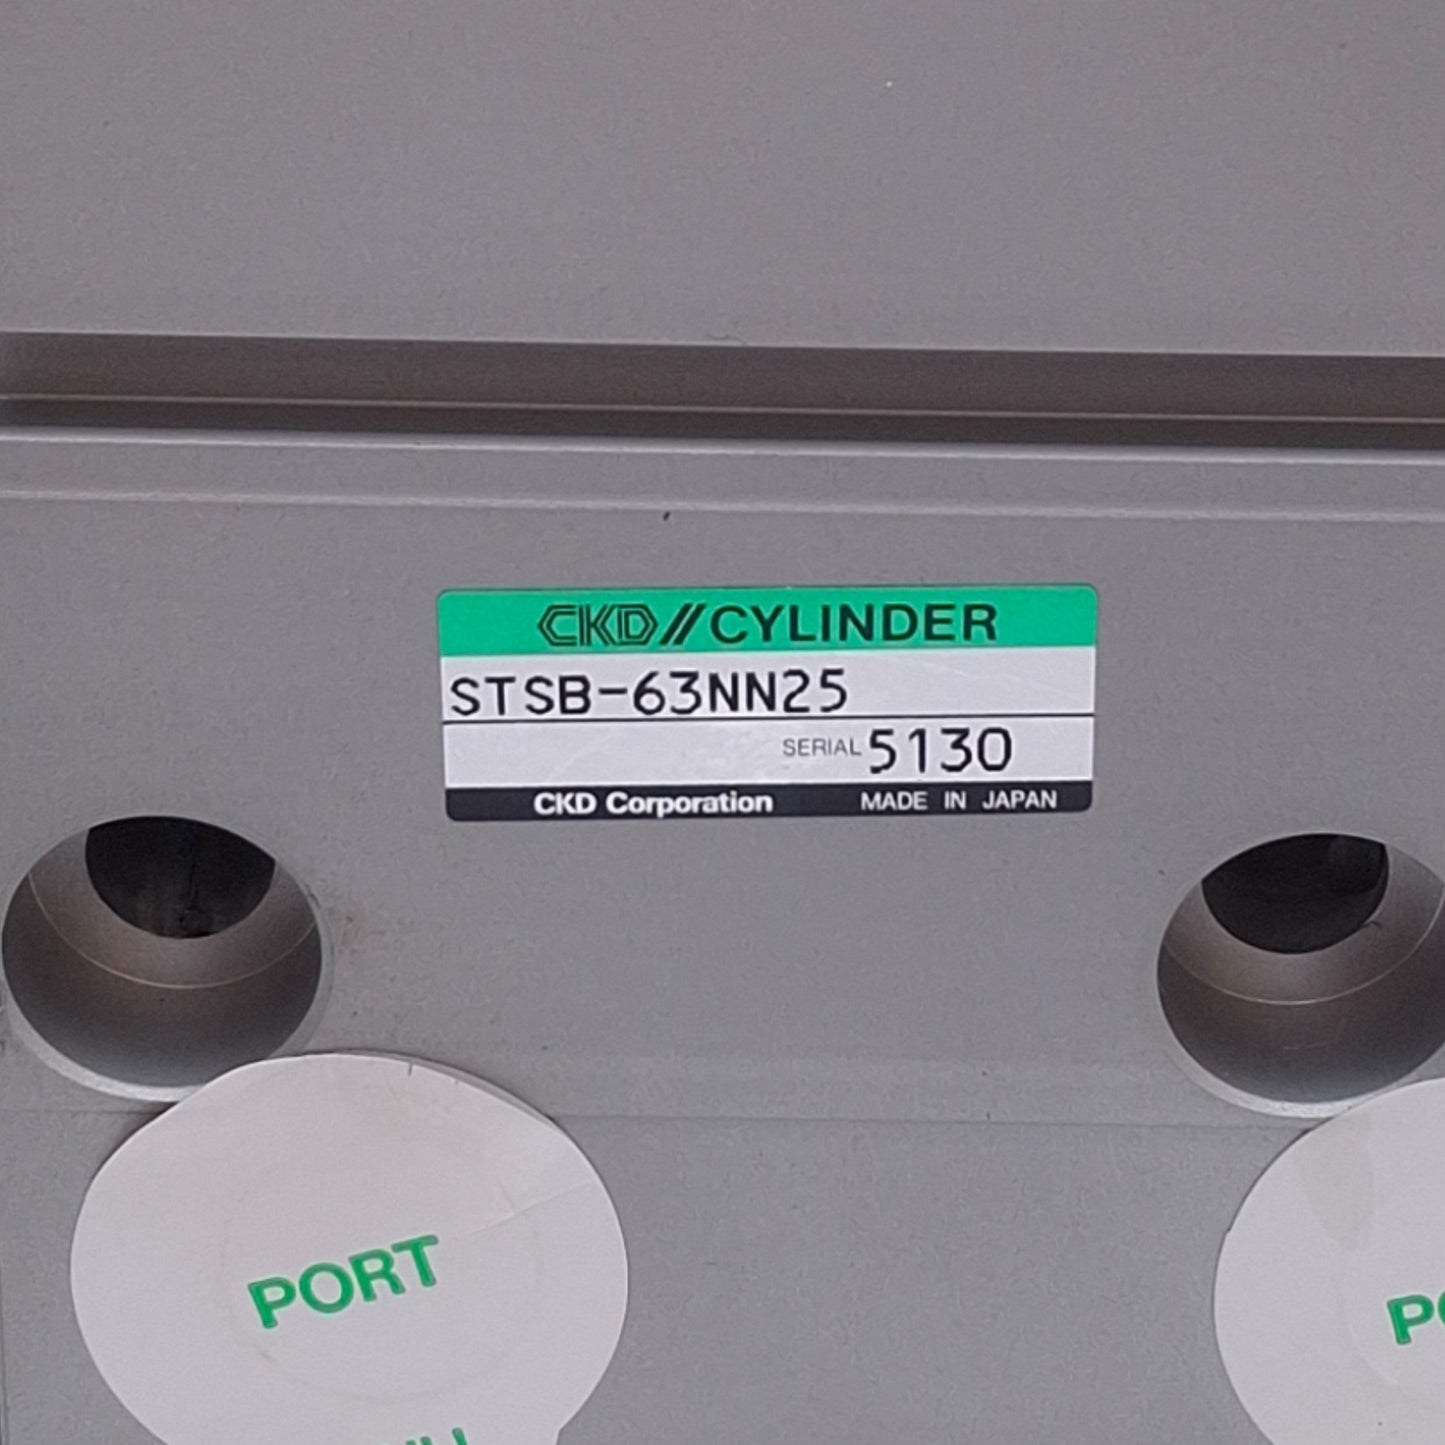 CKD//CYLINDER
STSB-63NN25
SERIAL 5130
CKD Corporation MADE IN JAPAN
PORT